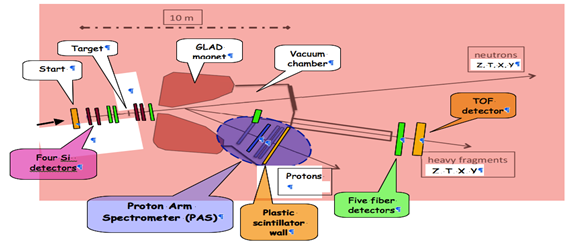 10 m
GLAD
magnet
Target
Vacuum
chamber
Start
neutrons
Z, T, X, Y
TOF
detector
heavy fragments
Z T X Y
Four Si
detectors
Protons
Proton Arm
Spectrometer (PAS)
Plastic
scintillator
wall
Five fiber
detectors